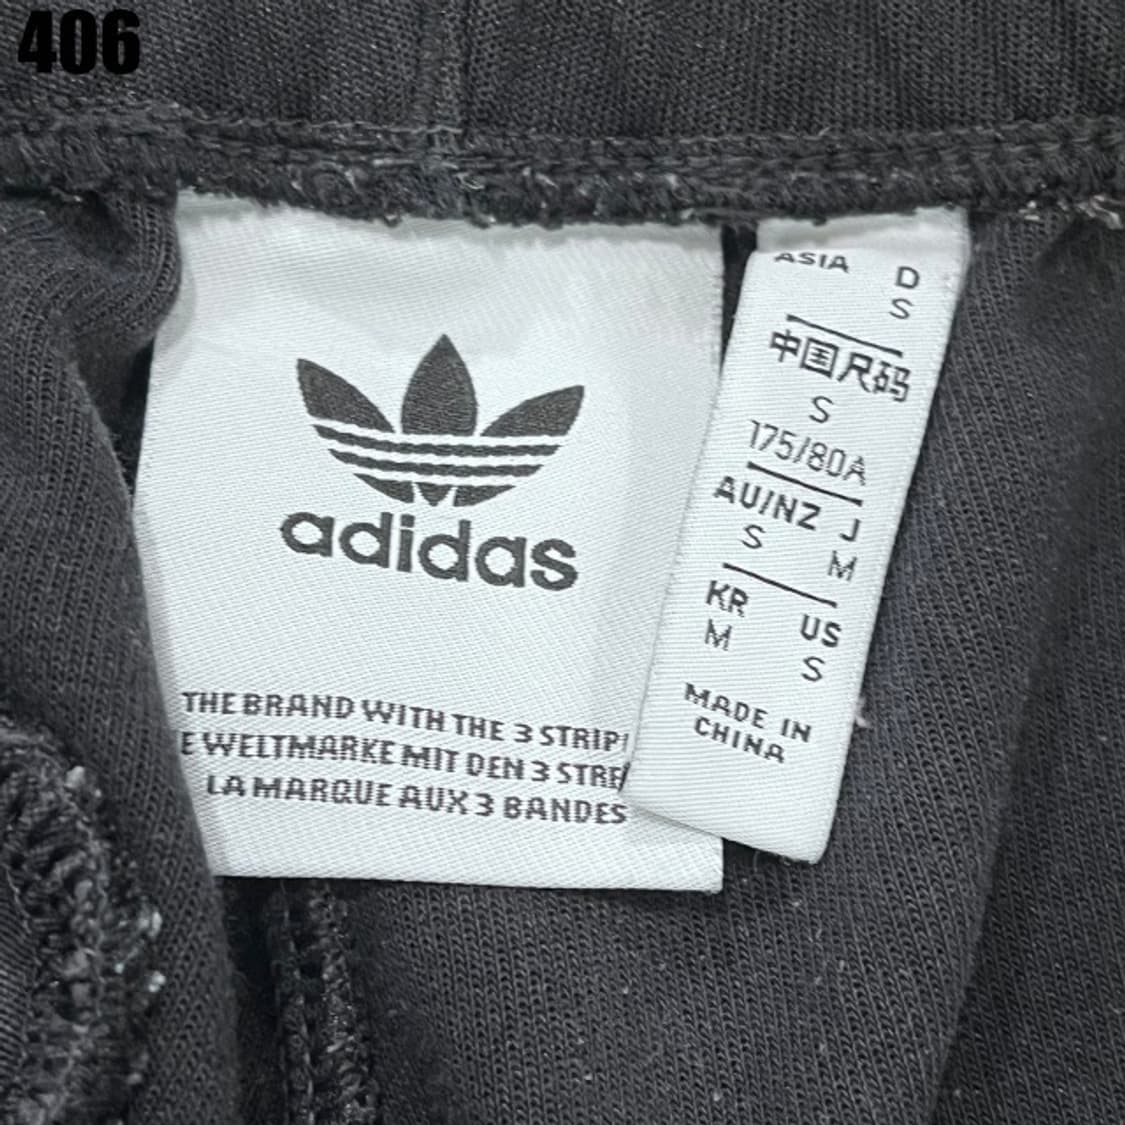 406
adidas
THE BRAND WITH THE 3 STRIP
E WELTMARKE MIT DEN 3 STRE
LA MARQUE AUX 3 BANDES
ASIA D
S
中国尺码
S
175/80A
AU/NZ J
S M
KR US
M S
MADE IN
CHINA